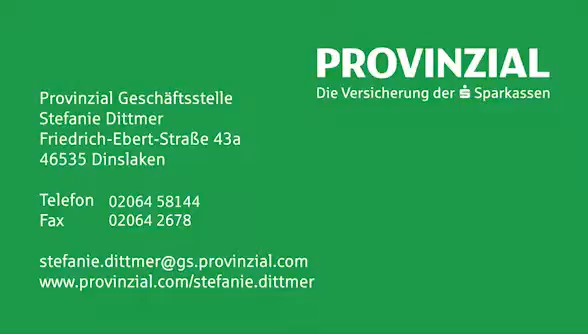 PROVINZIAL
Die Versicherung der Sparkassen
Provinzial Geschäftsstelle
Stefanie Dittmer
Friedrich-Ebert-Straße 43a
46535 Dinslaken
Telefon 02064 58144
Fax 02064 2678
stefanie.dittmer@gs.provinzial.com
www.provinzial.com/stefanie.dittmer